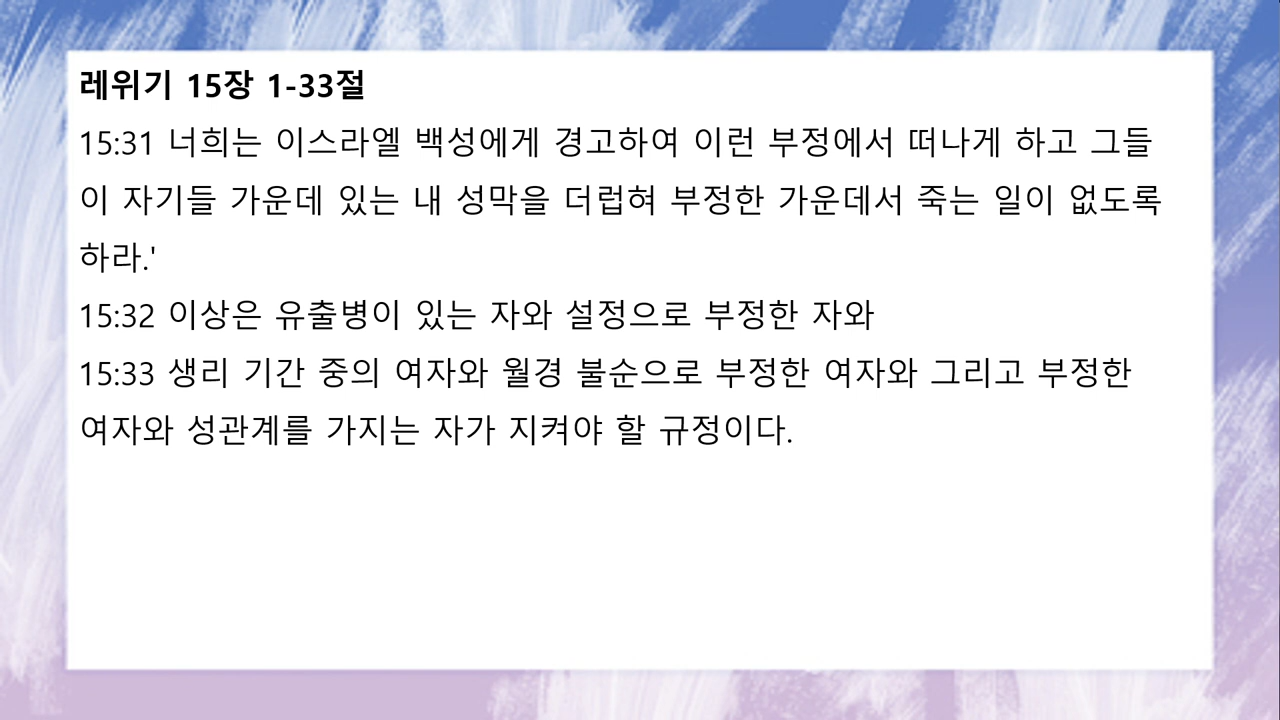 레위기 15장 1-33절
15:31 너희는 이스라엘 백성에게 경고하여 이런 부정에서 떠나게 하고 그들
이 자기들 가운데 있는 내 성막을 더럽혀 부정한 가운데서 죽는 일이 없도록
하라.'
15:32 이상은 유출병이 있는 자와 설정으로 부정한 자와
15:33 생리 기간 중의 여자와 월경 불순으로 부정한 여자와 그리고 부정한
여자와 성관계를 가지는 자가 지켜야 할 규정이다.